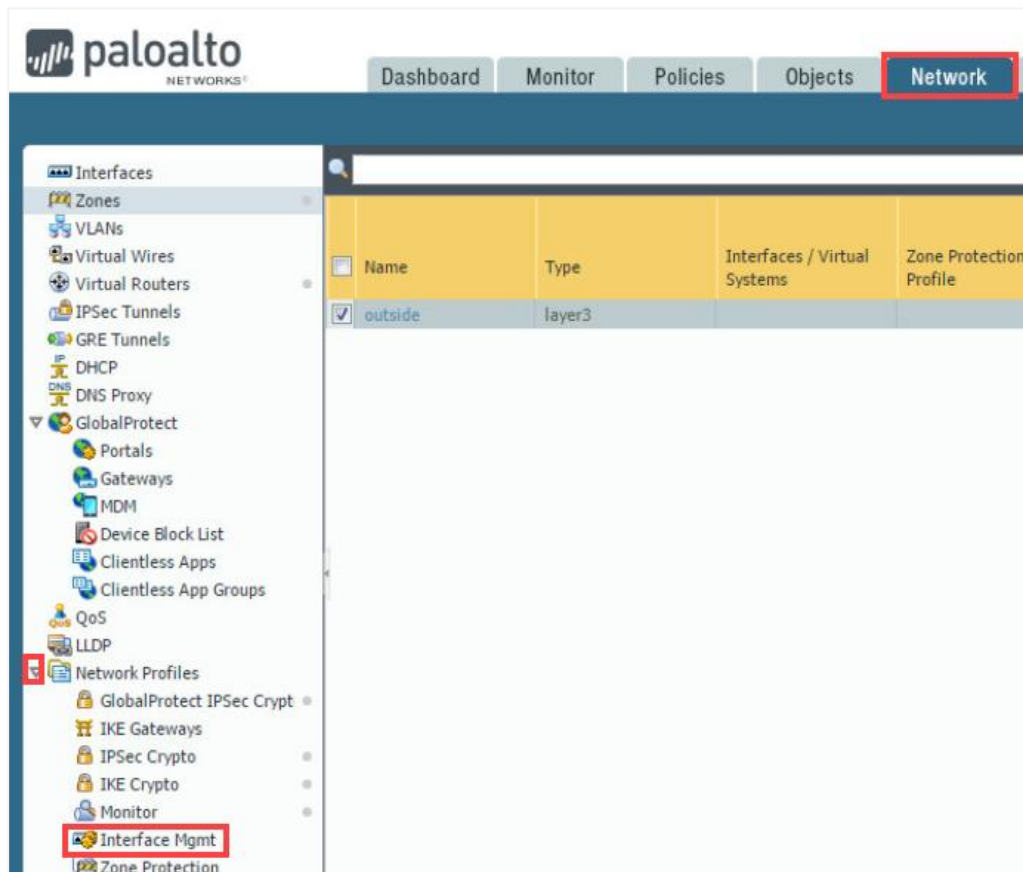 paloalto
NETWORKS®
Dashboard Monitor Policies Objects Network
Interfaces
Zones
VLANs
Virtual Wires
Virtual Routers
IPSec Tunnels
GRE Tunnels
IP
DHCP
DNS
DNS Proxy
GlobalProtect
Portals
Gateways
MDM
Device Block List
Clientless Apps
Clientless App Groups
QoS
QoS
LLDP
Network Profiles
GlobalProtect IPSec Crypt
IKE Gateways
IPSec Crypto
IKE Crypto
Monitor
Interface Mgmt
Zone Protection
Name Type Interfaces / Virtual Systems Zone Protection Profile
outside layer3